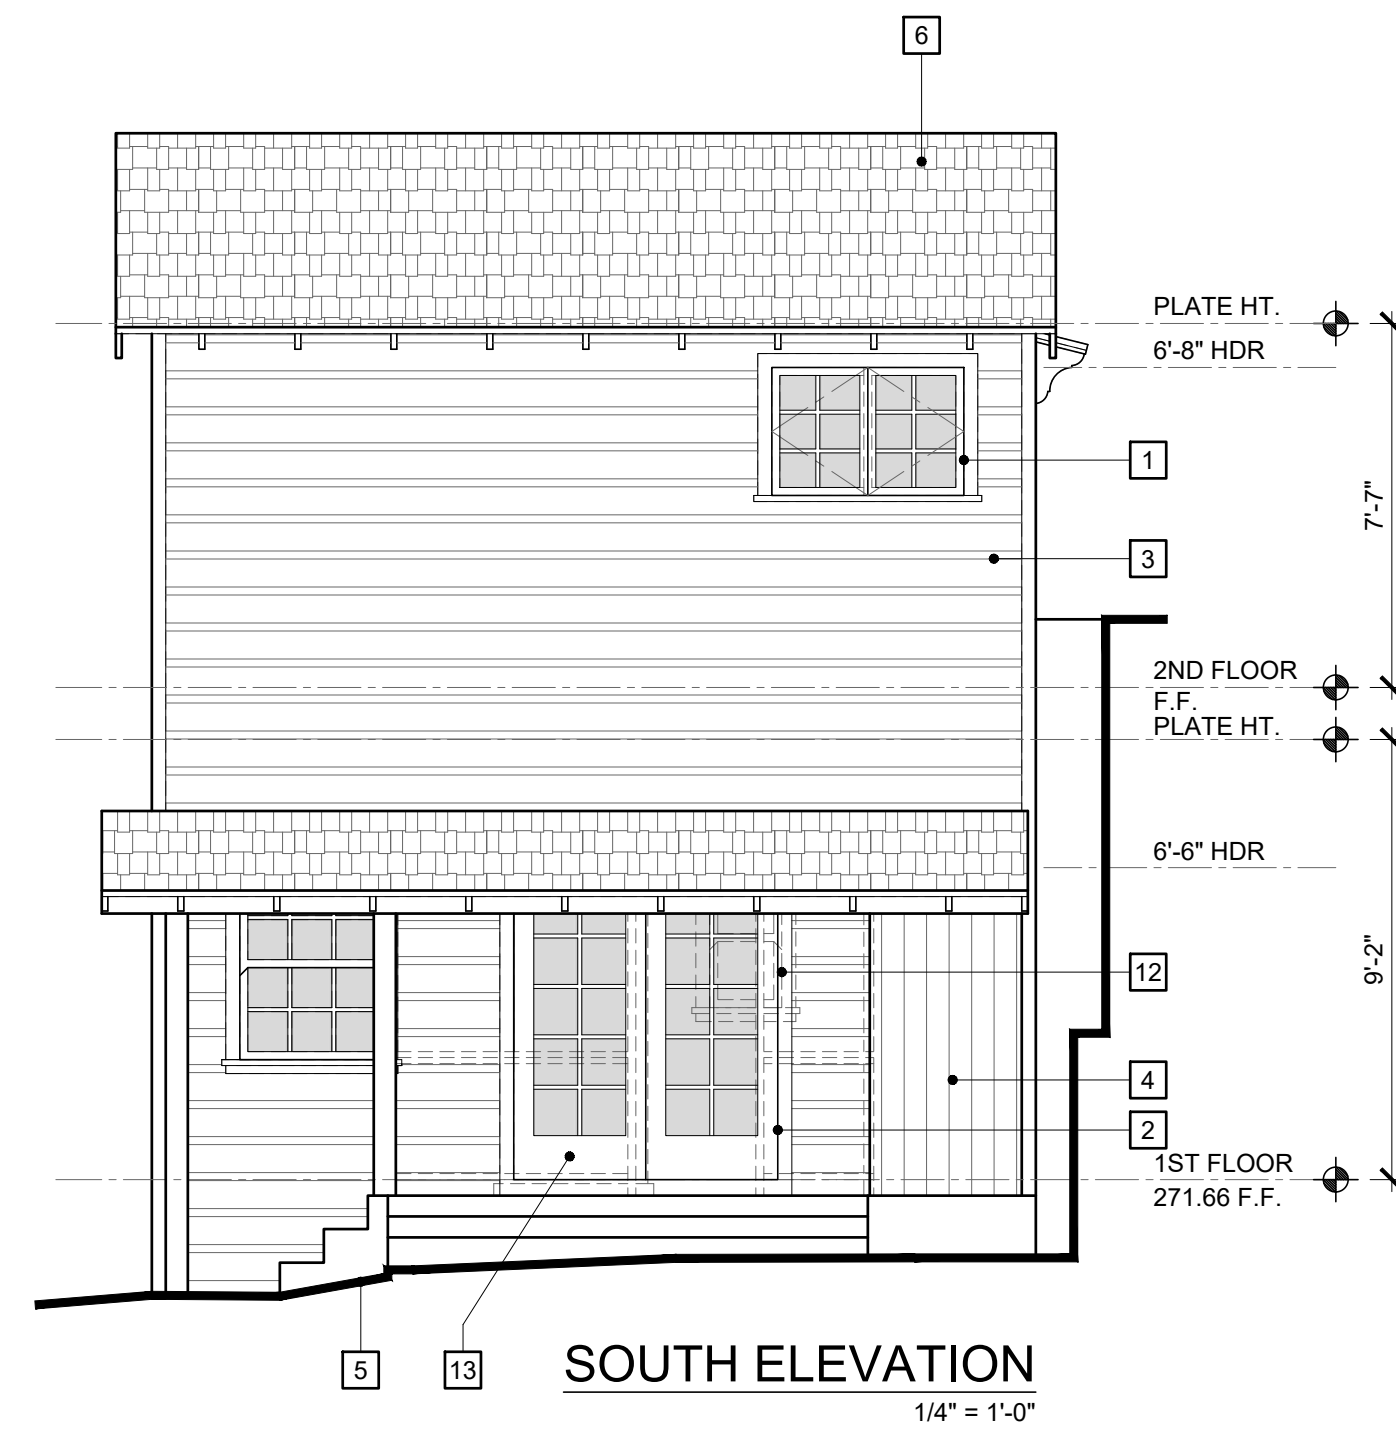 6
PLATE HT.
6'-8" HDR
1
7'-7"
3
2ND FLOOR
F.F.
PLATE HT.
6'-6" HDR
12
9'-2"
4
2
1ST FLOOR
271.66 F.F.
5
13
SOUTH ELEVATION
1/4" = 1'-0"